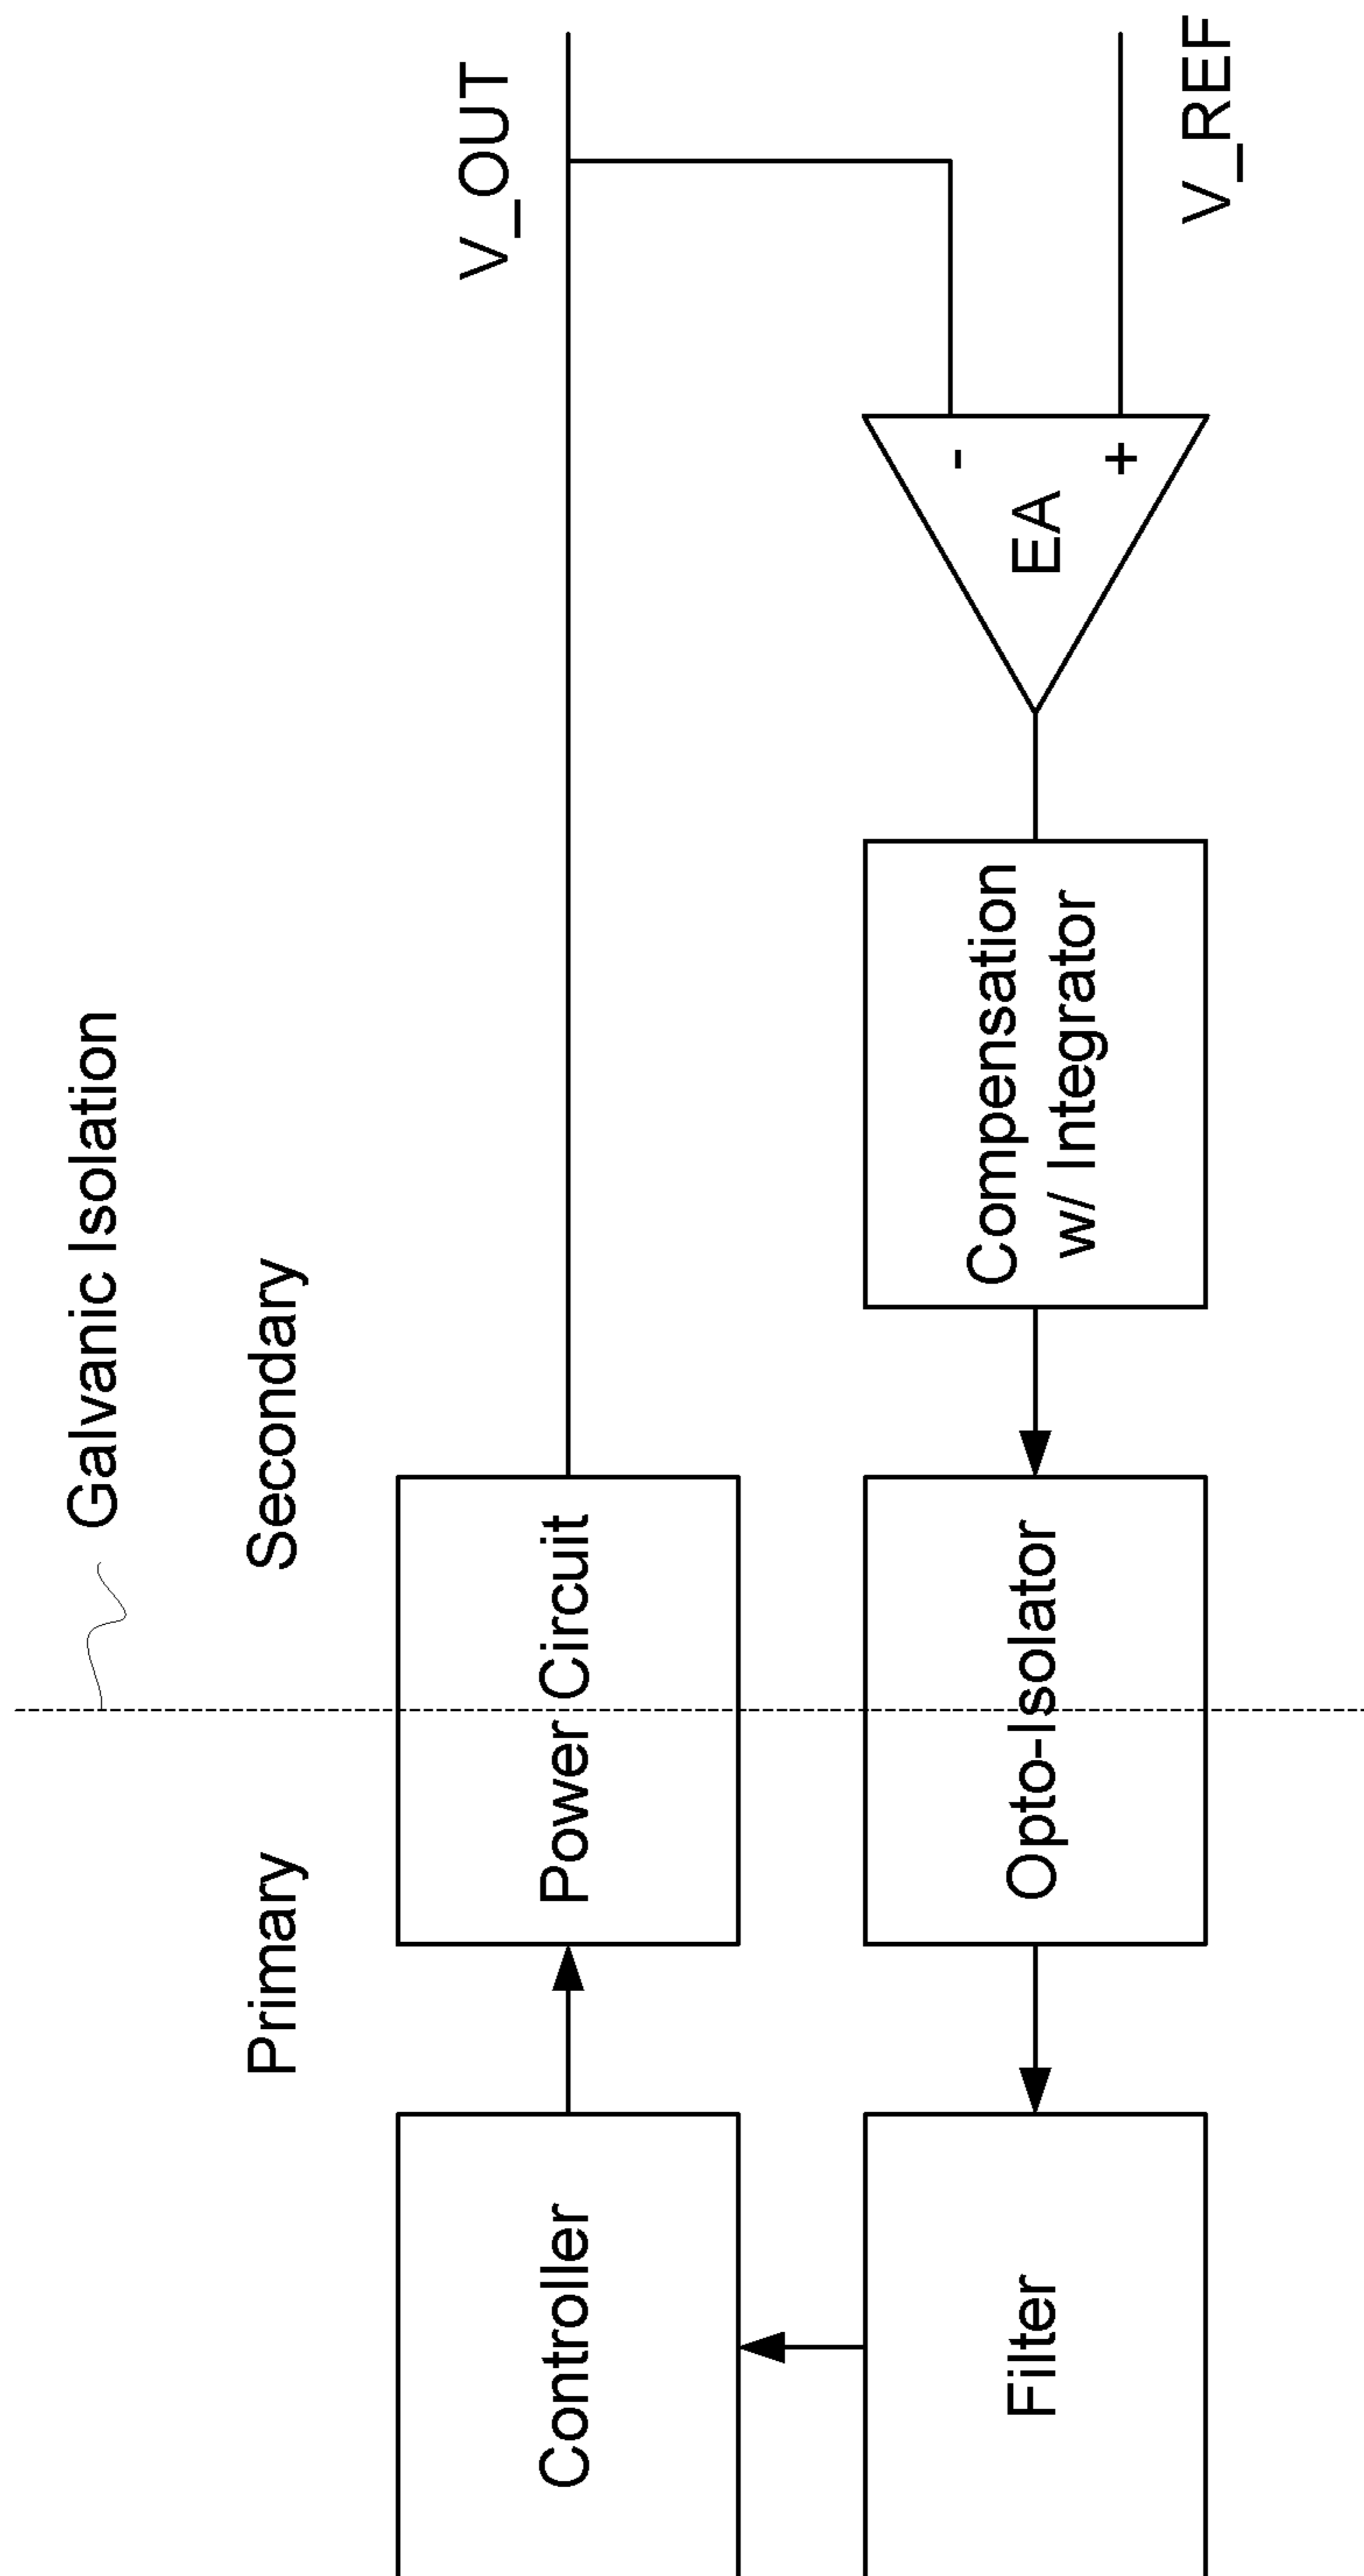 Galvanic Isolation
Primary
Secondary
Controller
Power Circuit
V_OUT
Filter
Opto-Isolator
Compensation
w/ Integrator
EA
-
+
V_REF